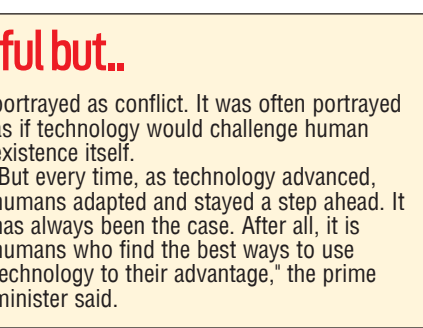 ful but..
portrayed as conflict. It was often portrayed
as if technology would challenge human
existence itself.
"But every time, as technology advanced,
humans adapted and stayed a step ahead. It
has always been the case. After all, it is
humans who find the best ways to use
technology to their advantage," the prime
minister said.